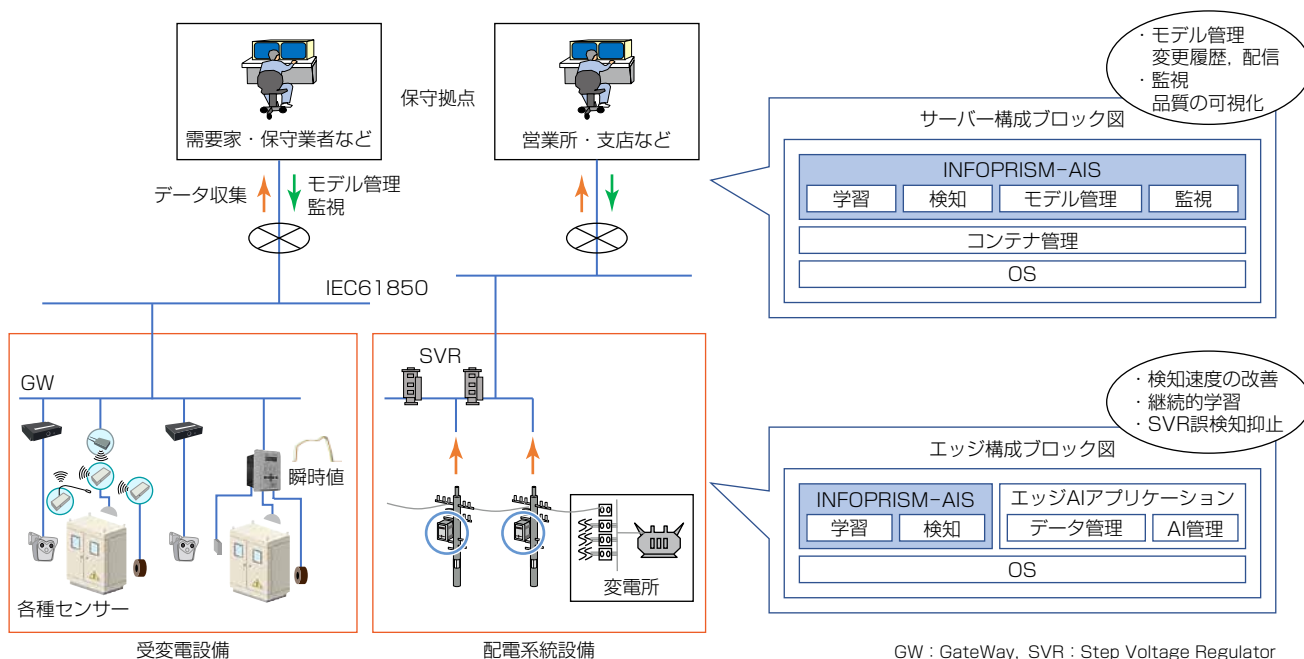 保守拠点
需要家・保守業者など
営業所・支店など
データ収集
モデル管理
監視
IEC61850
GW
瞬時値
各種センサー
受変電設備
SVR
変電所
配電系統設備
・モデル管理
変更履歴，配信
・監視
品質の可視化
サーバー構成ブロック図
INFOPRISM-AIS
学習
検知
モデル管理
監視
コンテナ管理
OS
・検知速度の改善
・継続的学習
・SVR誤検知抑止
エッジ構成ブロック図
INFOPRISM-AIS
学習
検知
エッジAIアプリケーション
データ管理
AI管理
OS
GW：GateWay，SVR：Step Voltage Regulator